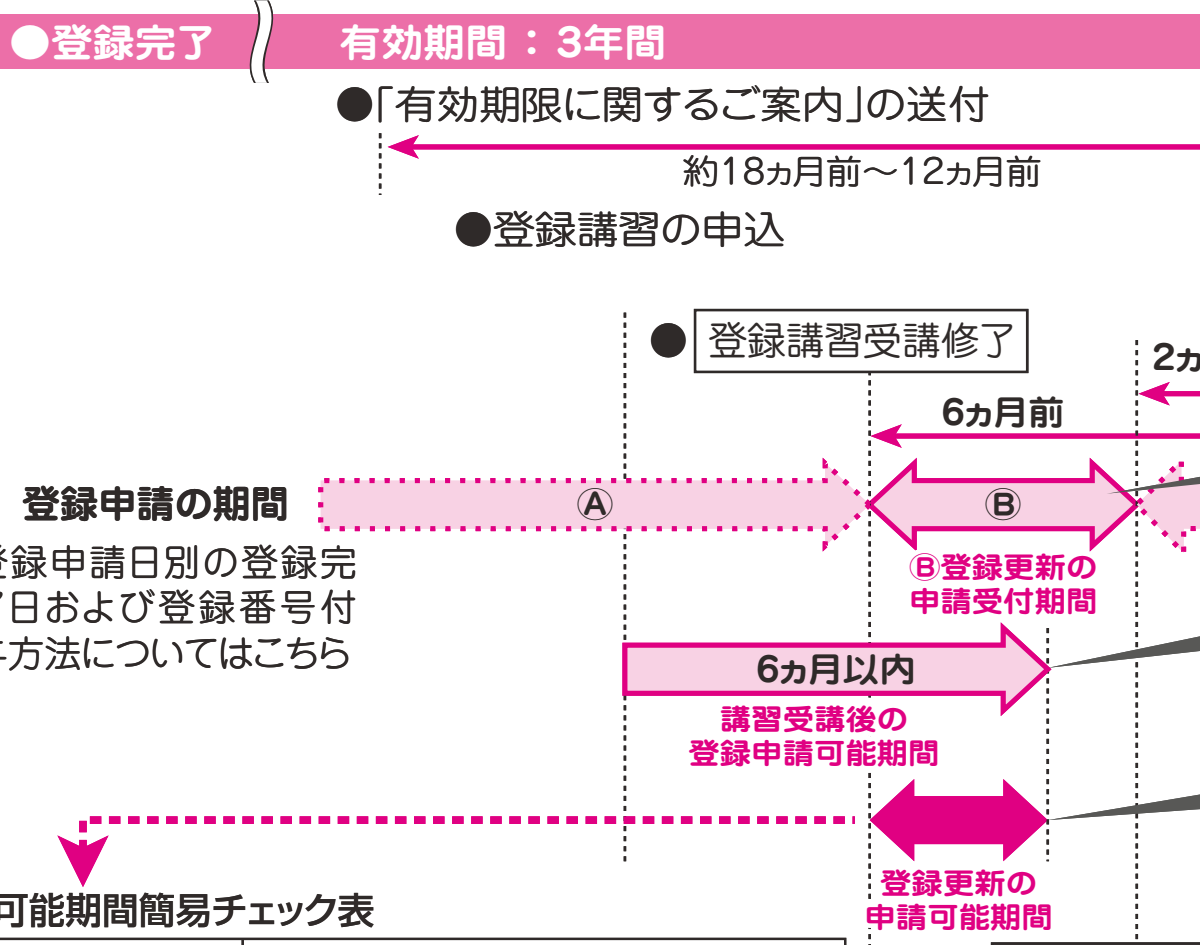 ●登録完了
有効期間：3年間
●「有効期限に関するご案内」の送付
約18ヵ月前～12ヵ月前
●登録講習の申込
● 登録講習受講修了
2カ
6ヵ月前
登録申請の期間
Ⓐ
Ⓑ
登録申請日別の登録完
了日および登録番号付
方法についてはこちら
Ⓑ登録更新の
申請受付期間
6ヵ月以内
講習受講後の
登録申請可能期間
登録更新の
申請可能期間
可能期間簡易チェック表